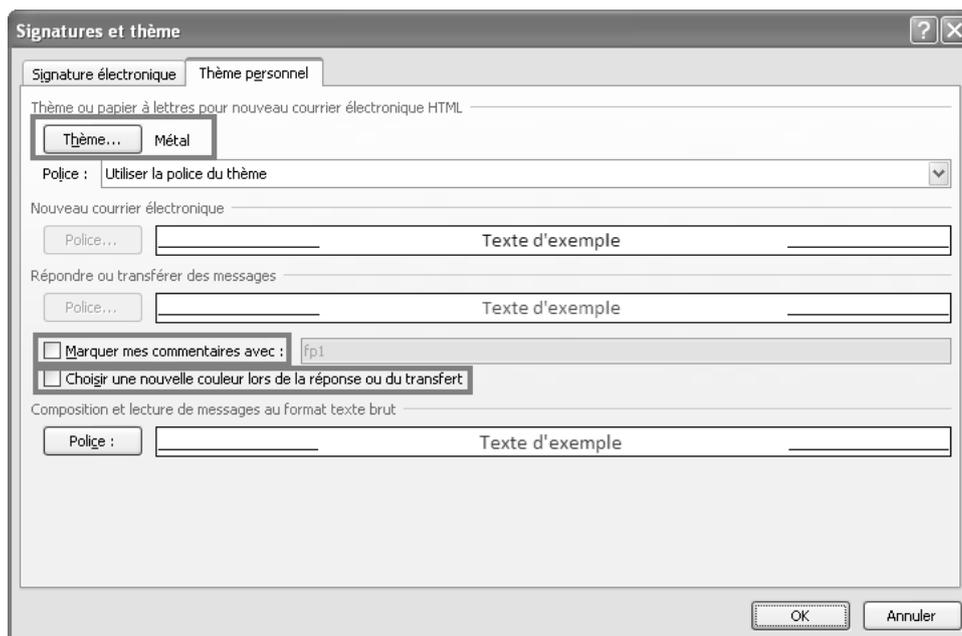 Signatures et thème
Signature électronique
Thème personnel
Thème ou papier à lettres pour nouveau courrier électronique HTML
Thème... Métal
Police : Utiliser la police du thème
Nouveau courrier électronique
Police... Texte d'exemple
Répondre ou transférer des messages
Police... Texte d'exemple
Marquer mes commentaires avec : fp1
Choisir une nouvelle couleur lors de la réponse ou du transfert
Composition et lecture de messages au format texte brut
Police : Texte d'exemple
OK Annuler